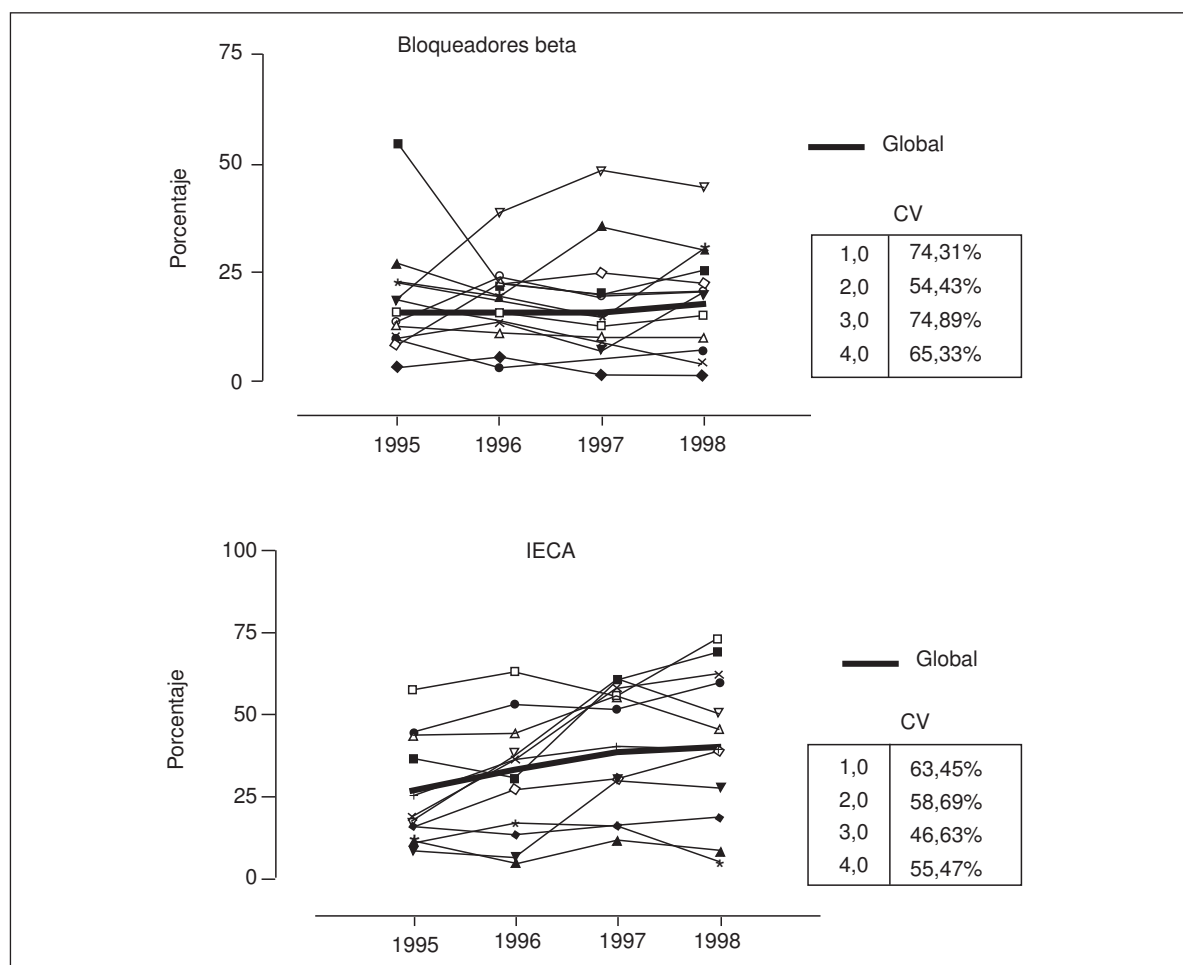 Bloqueadores beta
75
50
25
0
Porcentaje
1995 1996 1997 1998
Global
CV
1,0 74,31%
2,0 54,43%
3,0 74,89%
4,0 65,33%
IECA
100
75
50
25
0
Porcentaje
1995 1996 1997 1998
Global
CV
1,0 63,45%
2,0 58,69%
3,0 46,63%
4,0 55,47%